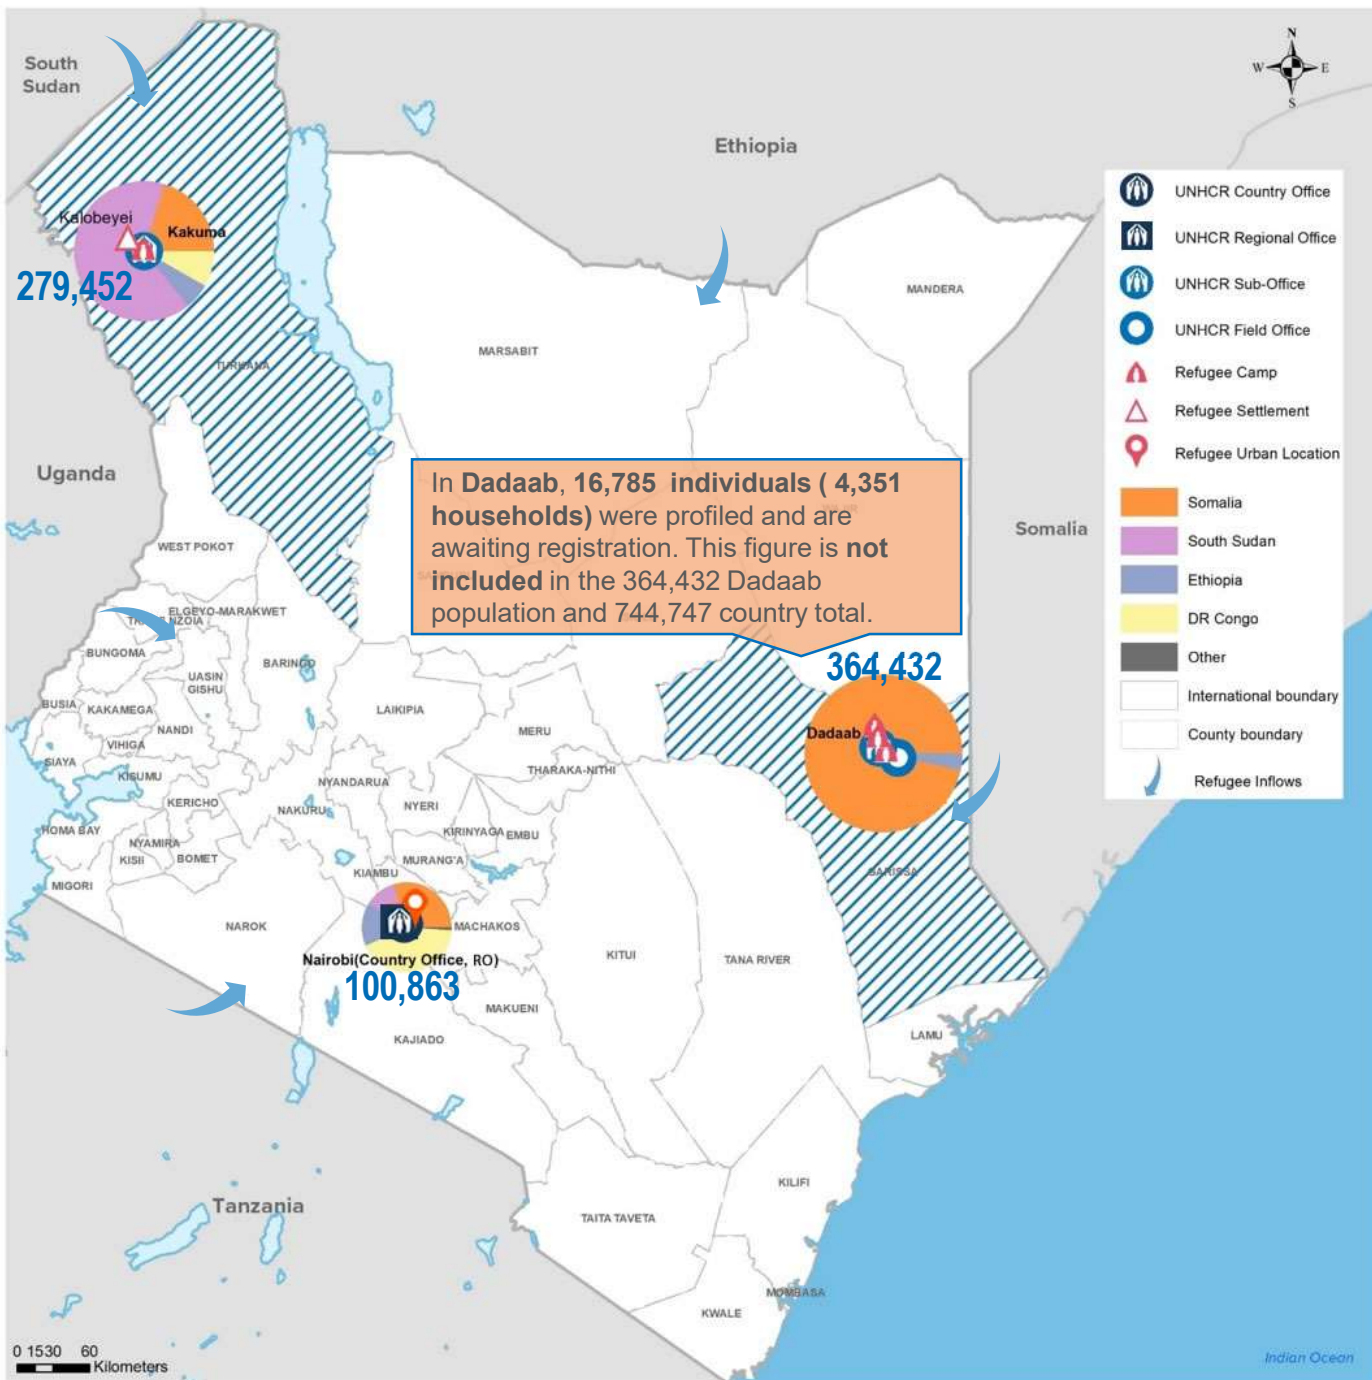 South
Sudan
N
W E
S
Ethiopia
UNHCR Country Office
UNHCR Regional Office
UNHCR Sub-Office
UNHCR Field Office
Refugee Camp
Refugee Settlement
Refugee Urban Location
Somalia
South Sudan
Ethiopia
DR Congo
Other
International boundary
County boundary
Refugee Inflows
Kalobeyei
Kakuma
279,452
MANDERA
MARSABIT
TURKANA
Uganda
Somalia
In Dadaab, 16,785 individuals ( 4,351
households) were profiled and are
awaiting registration. This figure is not
included in the 364,432 Dadaab
population and 744,747 country total.
364,432
Dadaab
WEST POKOT
ELGEYO-MARAKWET
BUNGOMA
UASIN
GISHU
BARINGO
BUSIA
KAKAMEGA
NANDI
VIHIGA
SIAYA
KISUMU
LAIKIPIA
MERU
THARAKA-NITHI
NYANDARUA
KERICHO
NAKURU
NYERI
HOMA BAY
NYAMIRA
KISII
BOMET
KIRINYAGA
EMBU
MURANG'A
KIAMBU
MIGORI
GARISSA
NAROK
MACHAKOS
KITUI
TANA RIVER
Nairobi(Country Office, RO)
100,863
MAKUENI
KAJIADO
LAMU
KILIFI
Tanzania
TAITA TAVETA
MOMBASA
KWALE
0 1530 60
Kilometers
Indian Ocean